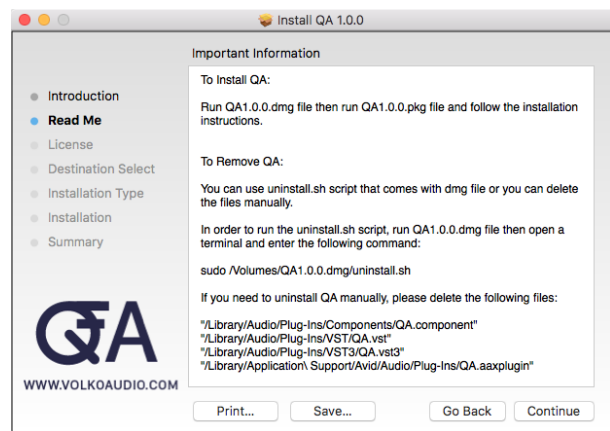 Install QA 1.0.0
Important Information
Introduction
Read Me
License
Destination Select
Installation Type
Installation
Summary
To Install QA:
Run QA1.0.0.dmg file then run QA1.0.0.pkg file and follow the installation
instructions.
To Remove QA:
You can use uninstall.sh script that comes with dmg file or you can delete
the files manually.
In order to run the uninstall.sh script, run QA1.0.0.dmg file then open a
terminal and enter the following command:
sudo /Volumes/QA1.0.0.dmg/uninstall.sh
If you need to uninstall QA manually, please delete the following files:
"/Library/Audio/Plug-Ins/Components/QA.component"
"/Library/Audio/Plug-Ins/VST/QA.vst"
"/Library/Audio/Plug-Ins/VST3/QA.vst3"
"/Library/Application\ Support/Avid/Audio/Plug-Ins/QA.aaxplugin"
QA
WWW.VOLKOAUDIO.COM
Print...
Save...
Go Back
Continue